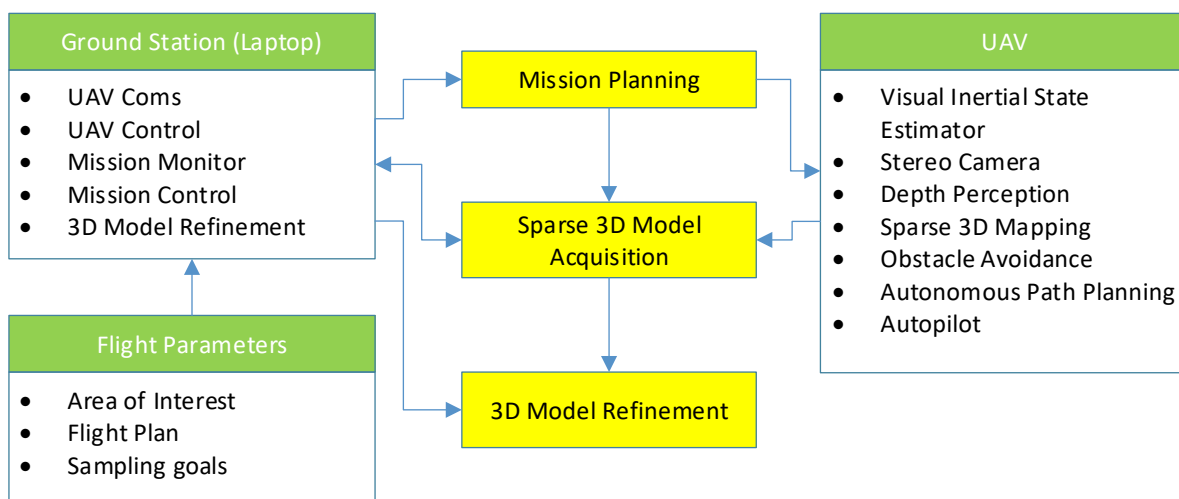 Ground Station (Laptop)
• UAV Coms
• UAV Control
• Mission Monitor
• Mission Control
• 3D Model Refinement
Flight Parameters
• Area of Interest
• Flight Plan
• Sampling goals
Mission Planning
Sparse 3D Model
Acquisition
3D Model Refinement
UAV
• Visual Inertial State
Estimator
• Stereo Camera
• Depth Perception
• Sparse 3D Mapping
• Obstacle Avoidance
• Autonomous Path Planning
• Autopilot